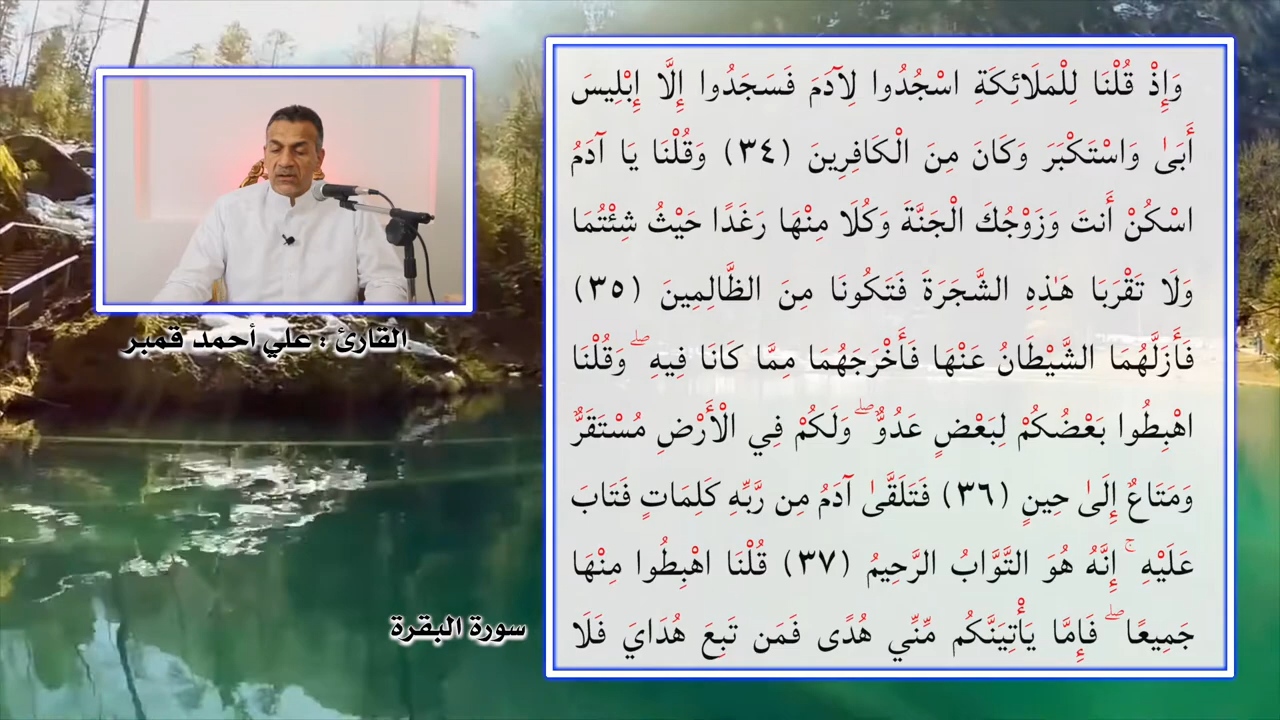 وَإِذْ قُلْنَا لِلْمَلَائِكَةِ اسْجُدُوا لِآدَمَ فَسَجَدُوا إِلَّا إِبْلِيسَ
أَبَىٰ وَاسْتَكْبَرَ وَكَانَ مِنَ الْكَافِرِينَ (٣٤) وَقُلْنَا يَا آدَمُ
اسْكُنْ أَنتَ وَزَوْجُكَ الْجَنَّةَ وَكُلَا مِنْهَا رَغَدًا حَيْثُ شِئْتُمَا
وَلَا تَقْرَبَا هَٰذِهِ الشَّجَرَةَ فَتَكُونَا مِنَ الظَّالِمِينَ (٣٥)
فَأَزَلَّهُمَا الشَّيْطَانُ عَنْهَا فَأَخْرَجَهُمَا مِمَّا كَانَا فِيهِ ۖ وَقُلْنَا
اهْبِطُوا بَعْضُكُمْ لِبَعْضٍ عَدُوٌّ ۖ وَلَكُمْ فِي الْأَرْضِ مُسْتَقَرٌّ
وَمَتَاعٌ إِلَىٰ حِينٍ (٣٦) فَتَلَقَّىٰ آدَمُ مِن رَّبِّهِ كَلِمَاتٍ فَتَابَ
عَلَيْهِ ۚ إِنَّهُ هُوَ التَّوَّابُ الرَّحِيمُ (٣٧) قُلْنَا اهْبِطُوا مِنْهَا
جَمِيعًا ۖ فَإِمَّا يَأْتِيَنَّكُم مِّنِّي هُدًى فَمَن تَبِعَ هُدَايَ فَلَا
القارئ : علي أحمد قمبر
سورة البقرة